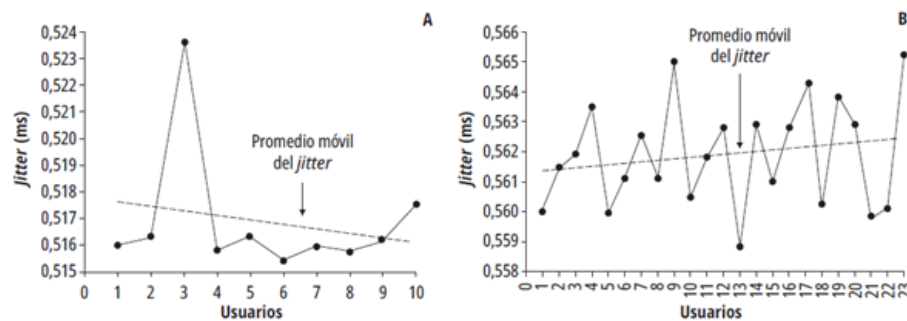 A
0,524
0,523
0,522
0,521
0,520
0,518
0,517
0,516
0,515
Jitter (ms)
Promedio móvil
del jitter
0 1 2 3 4 5 6 7 8 9 10
Usuarios
B
0,566
0,565
0,564
0,563
0,562
0,561
0,560
0,559
0,558
Jitter (ms)
Promedio móvil
del jitter
0 1 2 3 4 5 6 7 8 9 10 11 12 13 14 15 16 17 18 19 20 21 22 23
Usuarios